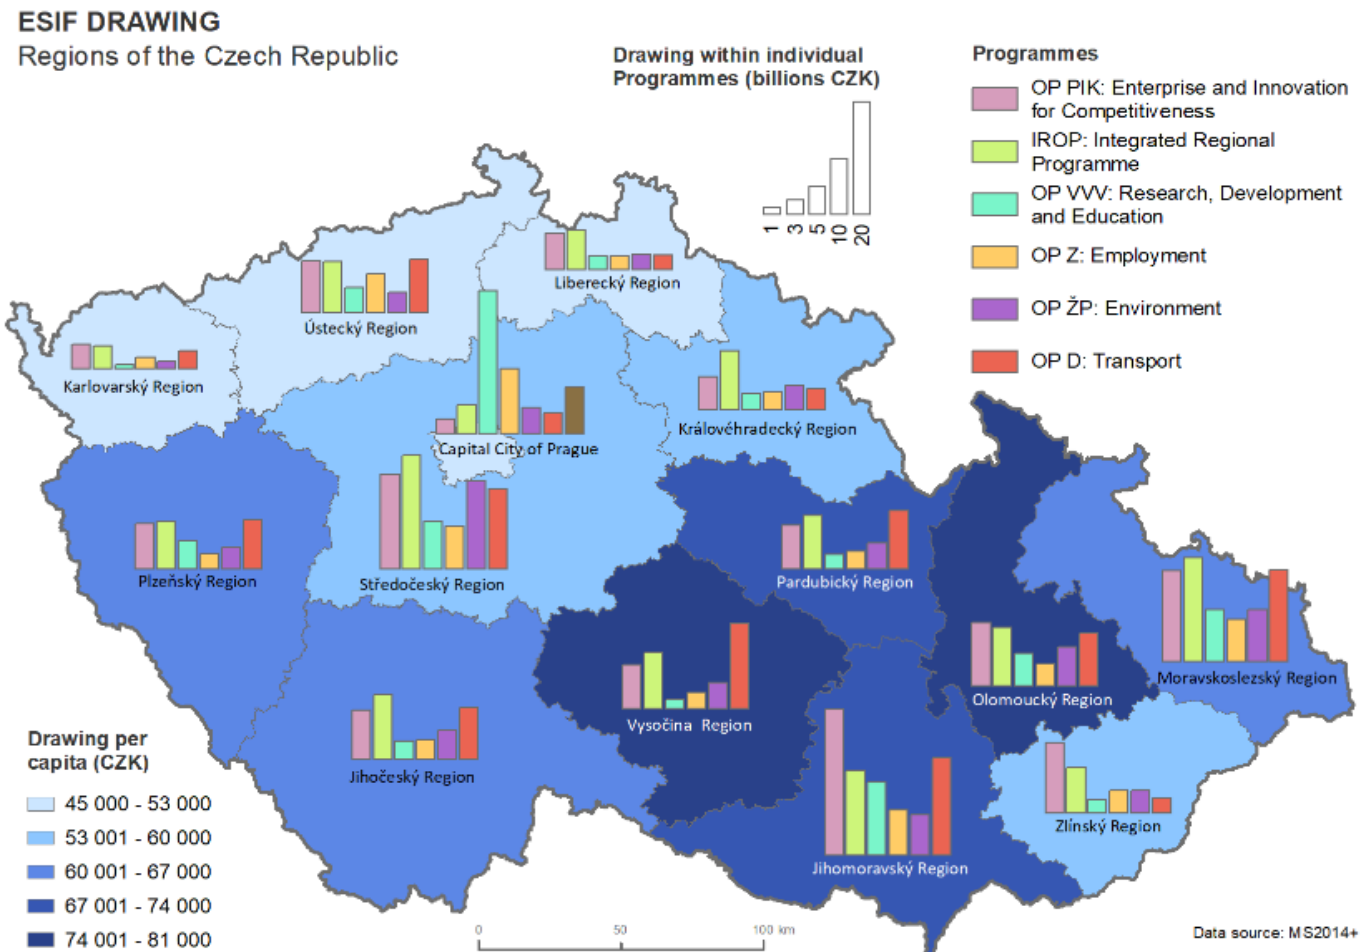 ESIF DRAWING
Regions of the Czech Republic
Drawing within individual
Programmes (billions CZK)
1
3
5
10
20
Programmes
OP PIK: Enterprise and Innovation
for Competitiveness
IROP: Integrated Regional
Programme
OP VVV: Research, Development
and Education
OP Z: Employment
OP ŽP: Environment
OP D: Transport
Liberecký Region
Ústecký Region
Karlovarský Region
Královéhradecký Region
Capital City of Prague
Plzeňský Region
Středočeský Region
Pardubický Region
Moravskoslezský Region
Olomoucký Region
Vysočina Region
Jihočeský Region
Zlínský Region
Jihomoravský Region
Drawing per
capita (CZK)
45 000 - 53 000
53 001 - 60 000
60 001 - 67 000
67 001 - 74 000
74 001 - 81 000
0 50 100 km
Data source: MS2014+